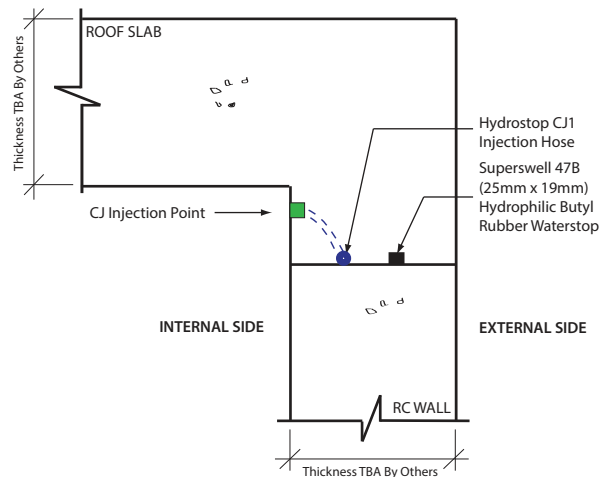 ROOF SLAB
Thickness TBA By Others
Hydrostop CJ1
Injection Hose
Superswell 47B
(25mm x 19mm)
Hydrophilic Butyl
Rubber Waterstop
CJ Injection Point
INTERNAL SIDE
EXTERNAL SIDE
RC WALL
Thickness TBA By Others